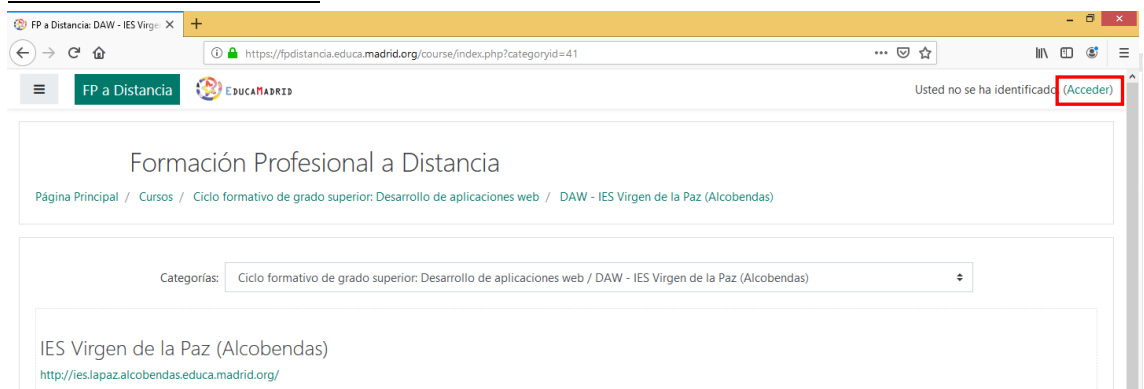 FP a Distancia: DAW - IES Virge
https://fpdistancia.educa.madrid.org/course/index.php?categoryid=41
FP a Distancia
EDUCAMADRID
Usted no se ha identificado. (Acceder)
Formación Profesional a Distancia
Página Principal / Cursos / Ciclo formativo de grado superior: Desarrollo de aplicaciones web / DAW - IES Virgen de la Paz (Alcobendas)
Categorías:
Ciclo formativo de grado superior: Desarrollo de aplicaciones web / DAW - IES Virgen de la Paz (Alcobendas)
IES Virgen de la Paz (Alcobendas)
http://ies.lapaz.alcobendas.educa.madrid.org/